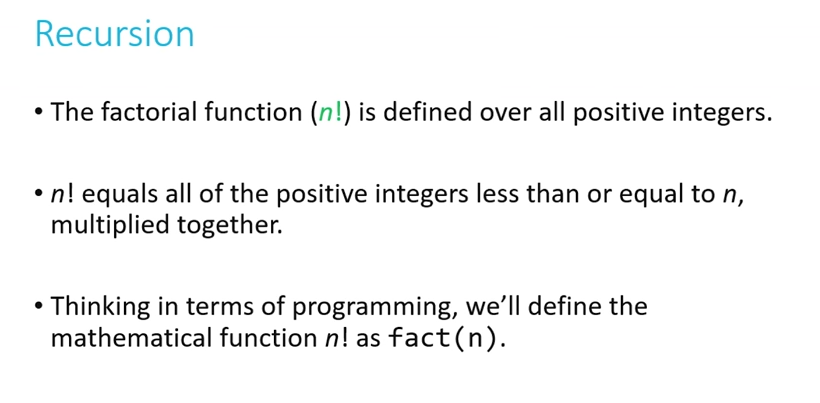 Recursion
• The factorial function (n!) is defined over all positive integers.
• n! equals all of the positive integers less than or equal to n,
multiplied together.
• Thinking in terms of programming, we’ll define the
mathematical function n! as fact(n).